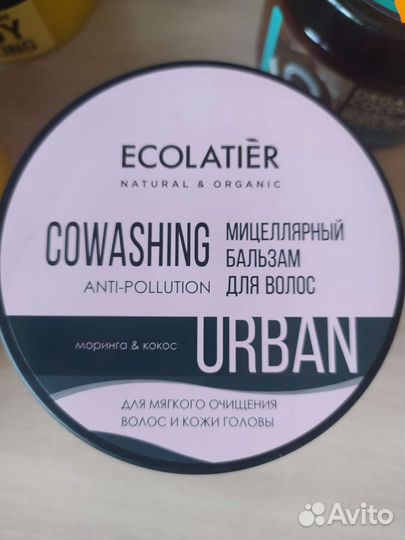 ECOLATIÈR
NATURAL & ORGANIC
COWASHING
ANTI-POLLUTION
МИЦЕЛЛЯРНЫЙ
БАЛЬЗАМ
ДЛЯ ВОЛОС
моринга & кокос
URBAN
ДЛЯ МЯГКОГО ОЧИЩЕНИЯ
ВОЛОС И КОЖИ ГОЛОВЫ
Avito